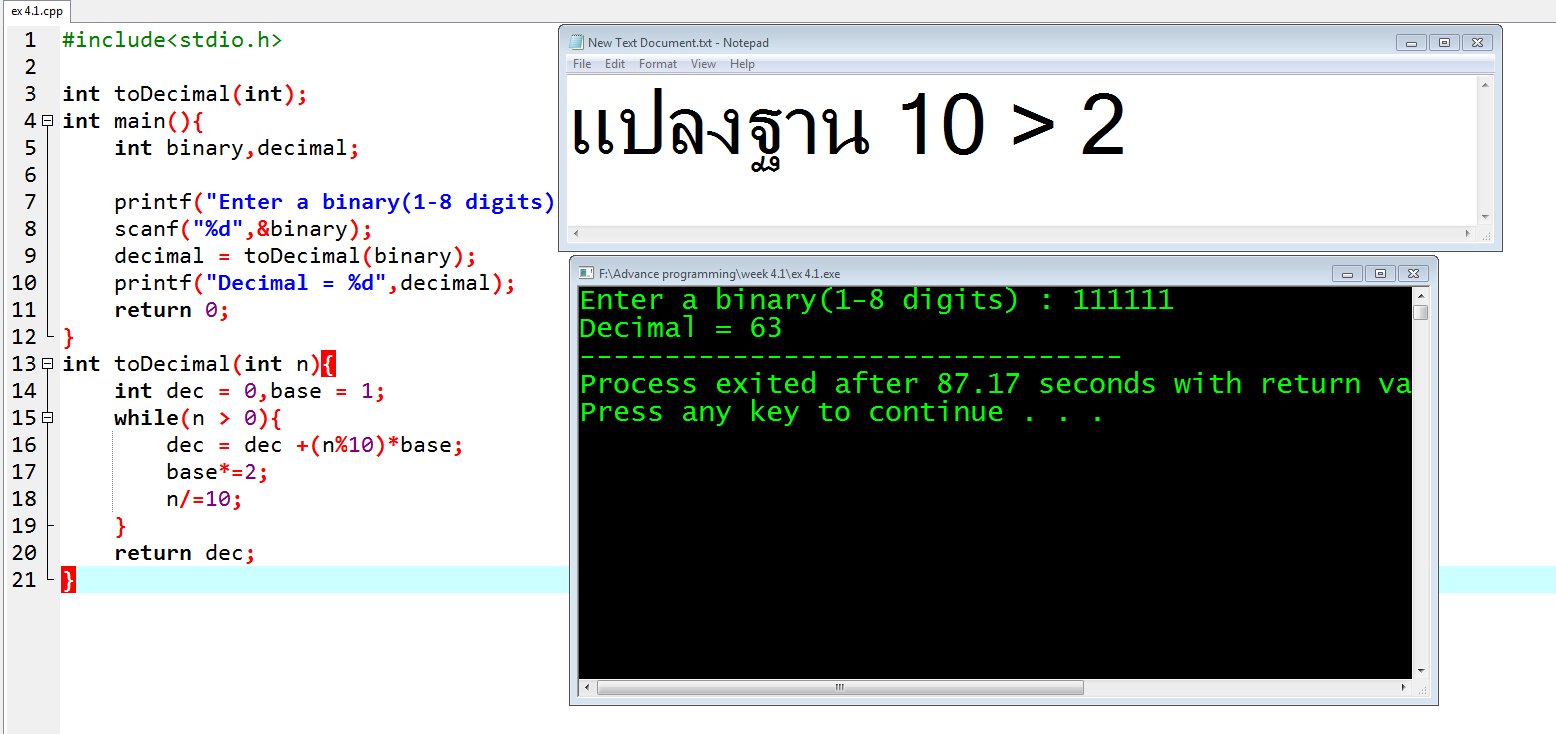 ex 4.1.cpp
1 #include<stdio.h>
2
3 int toDecimal(int);
4 int main(){
5 int binary,decimal;
6
7 printf("Enter a binary(1-8 digits)
8 scanf("%d",&binary);
9 decimal = toDecimal(binary);
10 printf("Decimal = %d",decimal);
11 return 0;
12 }
13 int toDecimal(int n){
14 int dec = 0,base = 1;
15 while(n > 0){
16 dec = dec +(n%10)*base;
17 base*=2;
18 n/=10;
19 }
20 return dec;
21 }
New Text Document.txt - Notepad
File Edit Format View Help
แปลงฐาน 10 > 2
F:\Advance programming\week 4.1\ex 4.1.exe
Enter a binary(1-8 digits) : 111111
Decimal = 63
--------------------------------
Process exited after 87.17 seconds with return va
Press any key to continue . . .